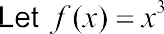 Let f(x) = x³